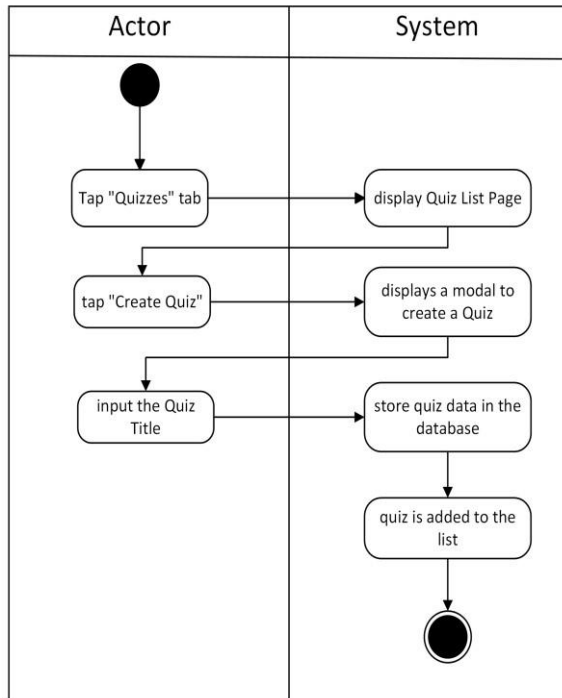 Actor
System
Tap "Quizzes" tab
display Quiz List Page
tap "Create Quiz"
displays a modal to
create a Quiz
input the Quiz
Title
store quiz data in the
database
quiz is added to the
list